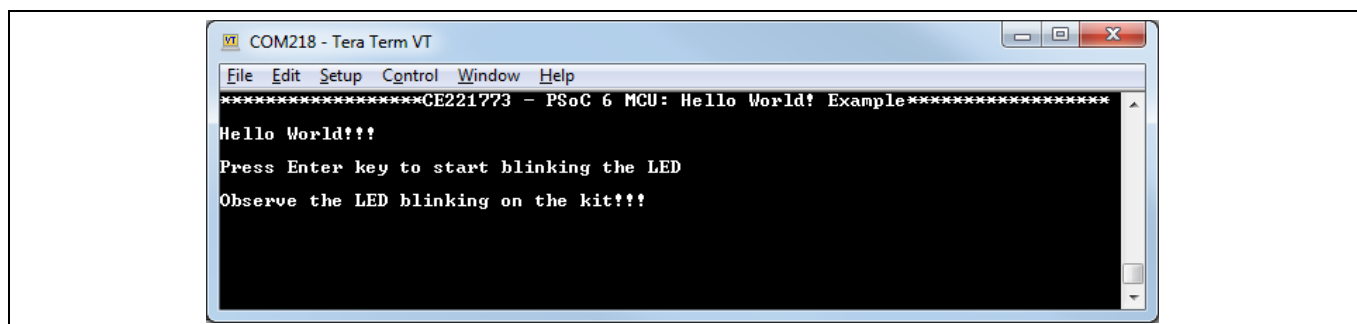 VT COM218 - Tera Term VT
File Edit Setup Control Window Help
******************CE221773 - PSoC 6 MCU: Hello World! Example******************
Hello World!!!
Press Enter key to start blinking the LED
Observe the LED blinking on the kit!!!